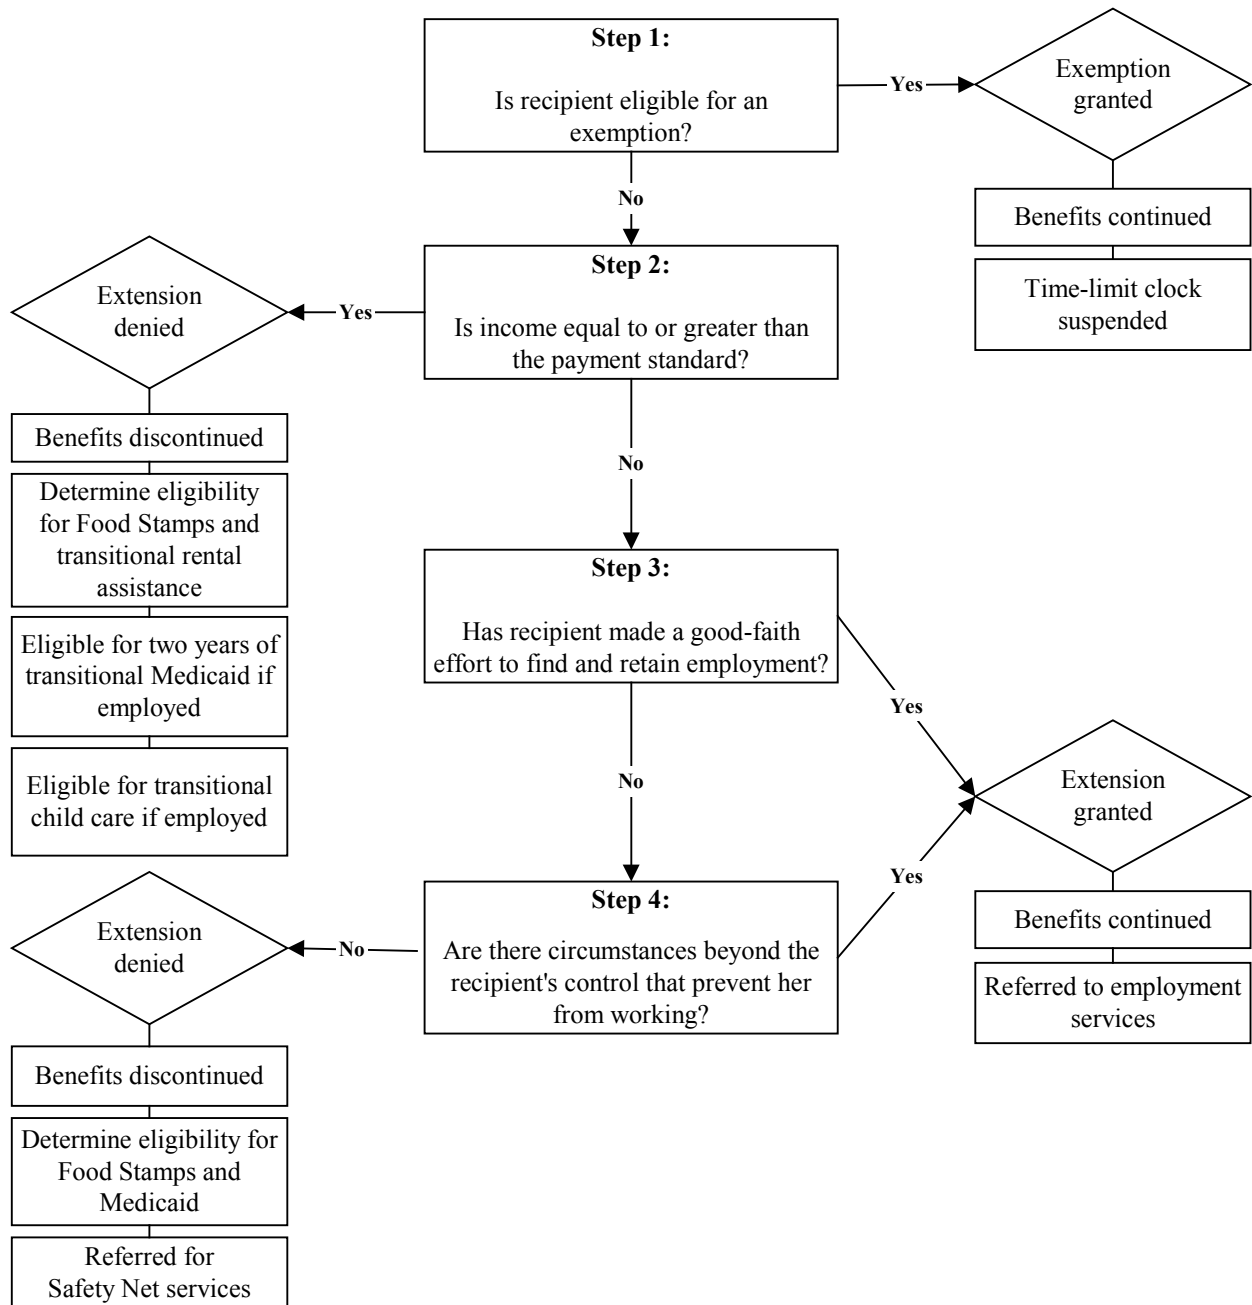 Step 1:
Is recipient eligible for an
exemption?
Yes
Exemption
granted
Benefits continued
Time-limit clock
suspended
No
Step 2:
Is income equal to or greater than
the payment standard?
Yes
Extension
denied
Benefits discontinued
Determine eligibility
for Food Stamps and
transitional rental
assistance
Eligible for two years of
transitional Medicaid if
employed
Eligible for transitional
child care if employed
No
Step 3:
Has recipient made a good-faith
effort to find and retain employment?
Yes
No
Extension
granted
Benefits continued
Referred to employment
services
Yes
Step 4:
Are there circumstances beyond the
recipient's control that prevent her
from working?
No
Extension
denied
Benefits discontinued
Determine eligibility for
Food Stamps and
Medicaid
Referred for
Safety Net services